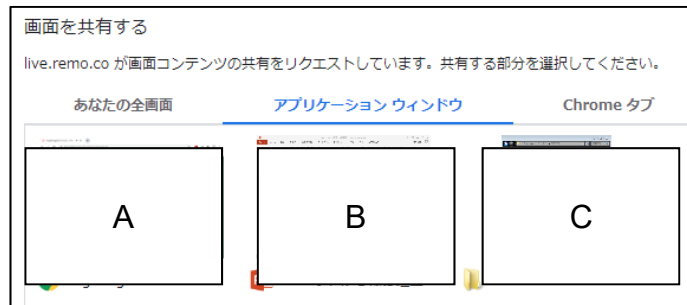 画面を共有する
live.remo.co が画面コンテンツの共有をリクエストしています。共有する部分を選択してください。
あなたの全画面 アプリケーション ウィンドウ Chrome タブ
A B C